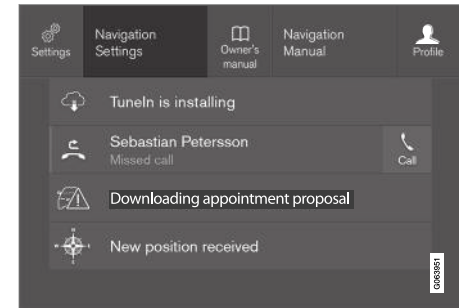 Settings
Navigation
Settings
Owner's
manual
Navigation
Manual
Profile
TuneIn is installing
Sebastian Petersson
Missed call
Call
Downloading appointment proposal
New position received
G063951